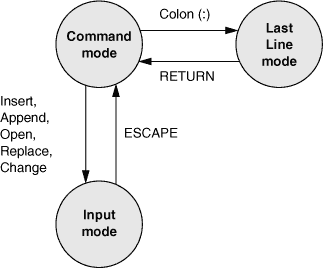 Colon (:)
Command
mode
Last
Line
mode
RETURN
Insert,
Append,
Open,
Replace,
Change
ESCAPE
Input
mode